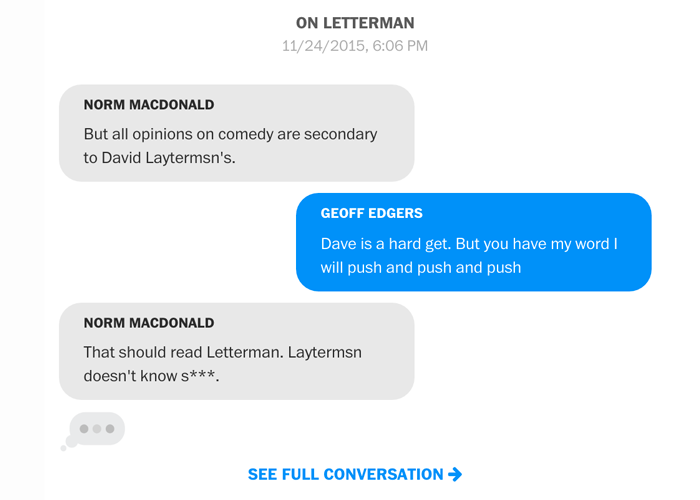 ON LETTERMAN
11/24/2015, 6:06 PM
NORM MACDONALD
But all opinions on comedy are secondary
to David Laytermsn's.
GEOFF EDGERS
Dave is a hard get. But you have my word I
will push and push and push
NORM MACDONALD
That should read Letterman. Laytermsn
doesn't know s***.
SEE FULL CONVERSATION →